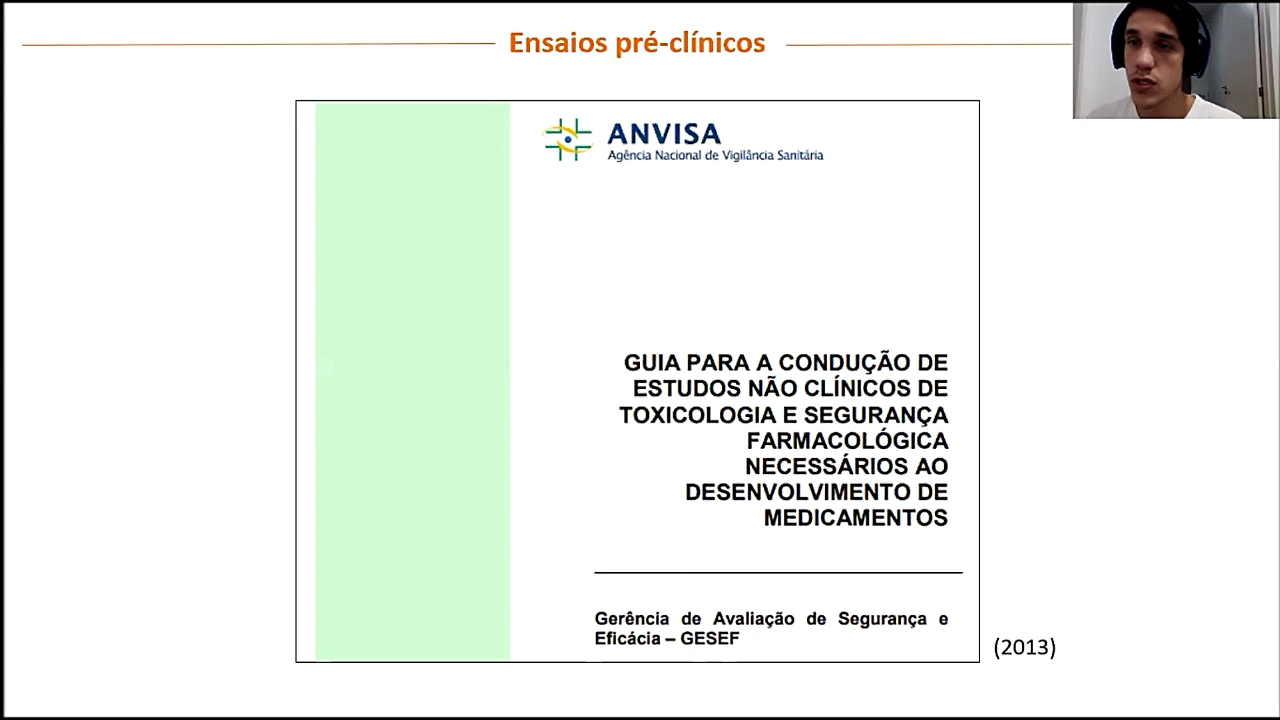 Ensaios pré-clínicos
ANVISA
Agência Nacional de Vigilância Sanitária
GUIA PARA A CONDUÇÃO DE
ESTUDOS NÃO CLÍNICOS DE
TOXICOLOGIA E SEGURANÇA
FARMACOLÓGICA
NECESSÁRIOS AO
DESENVOLVIMENTO DE
MEDICAMENTOS
Gerência de Avaliação de Segurança e
Eficácia – GESEF
(2013)